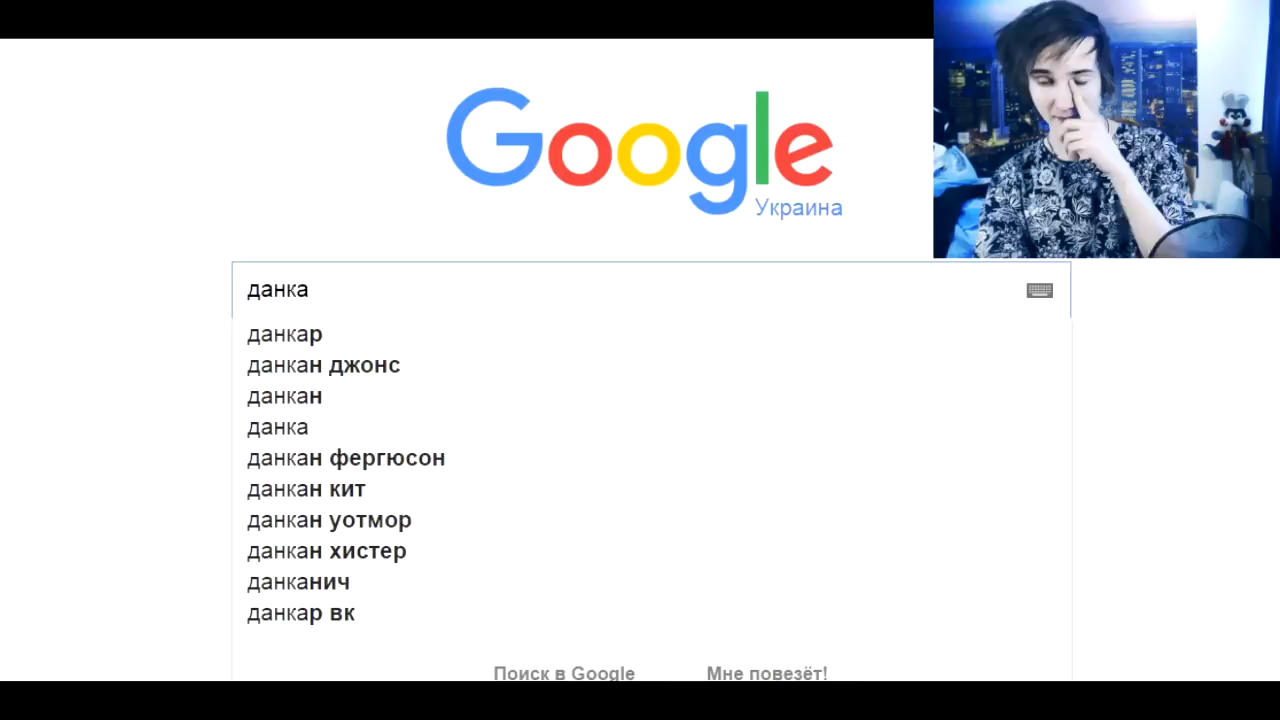 Google
Украина
данка
данкар
данкан джонс
данкан
данка
данкан фергюсон
данкан кит
данкан уотмор
данкан хистер
данканич
данкар вк
Поиск в Google
Мне повезёт!